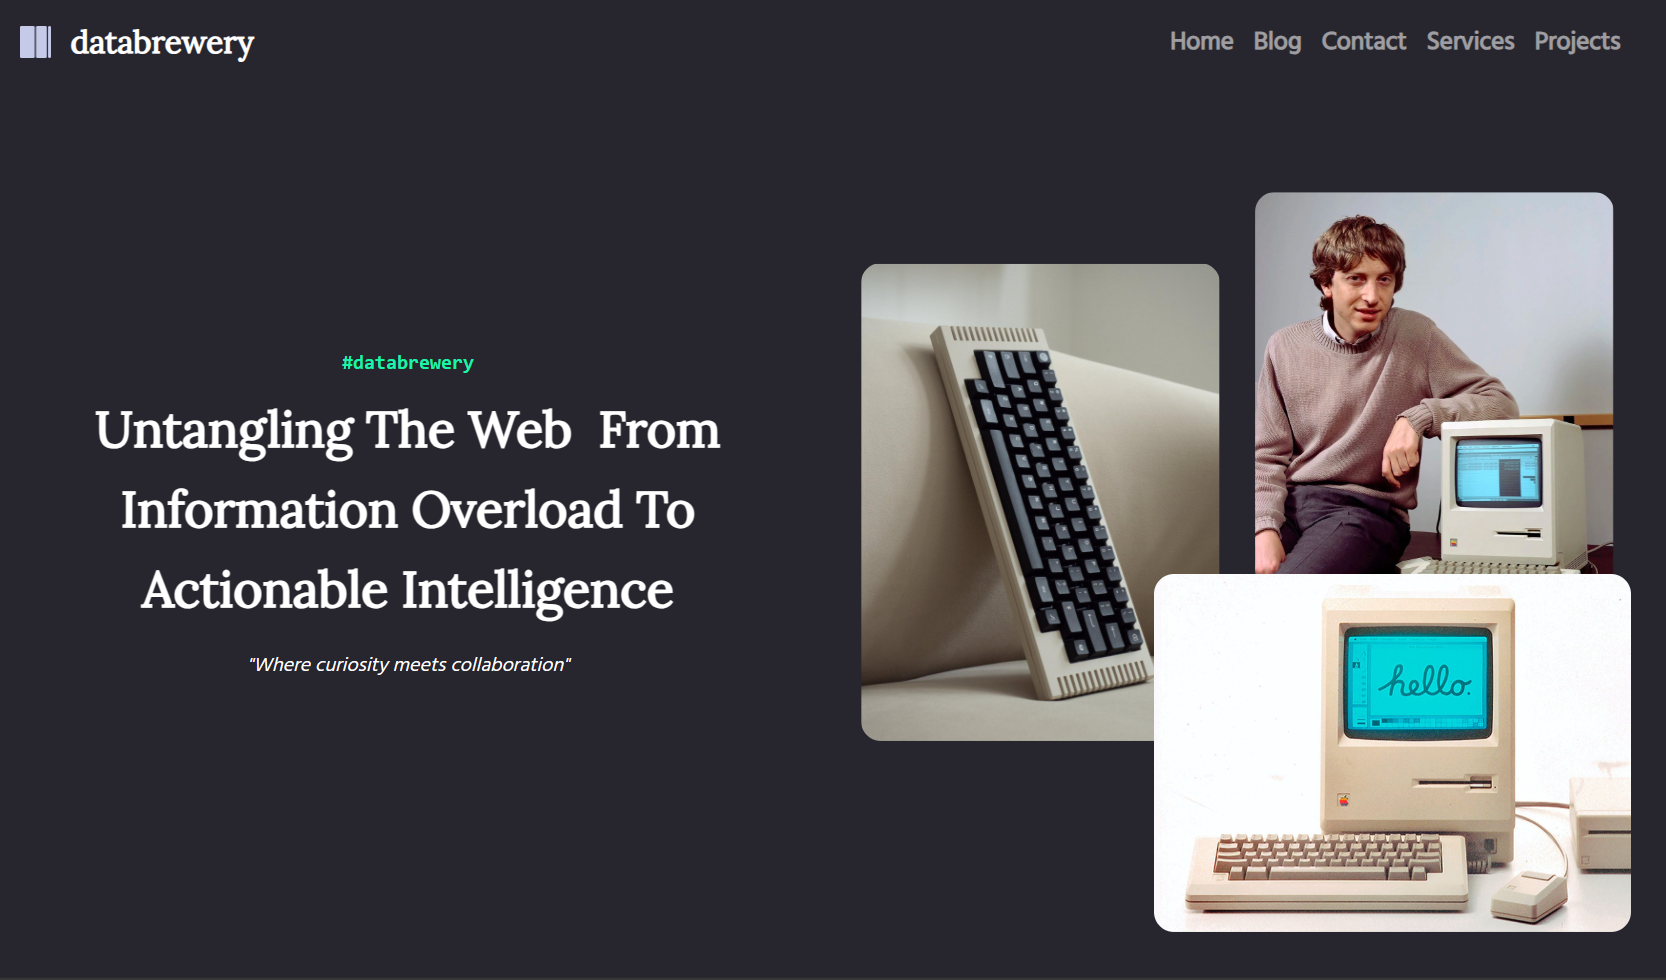 databrewery
Home Blog Contact Services Projects
#databrewery
Untangling The Web  From
Information Overload To
Actionable Intelligence
"Where curiosity meets collaboration"
hello.